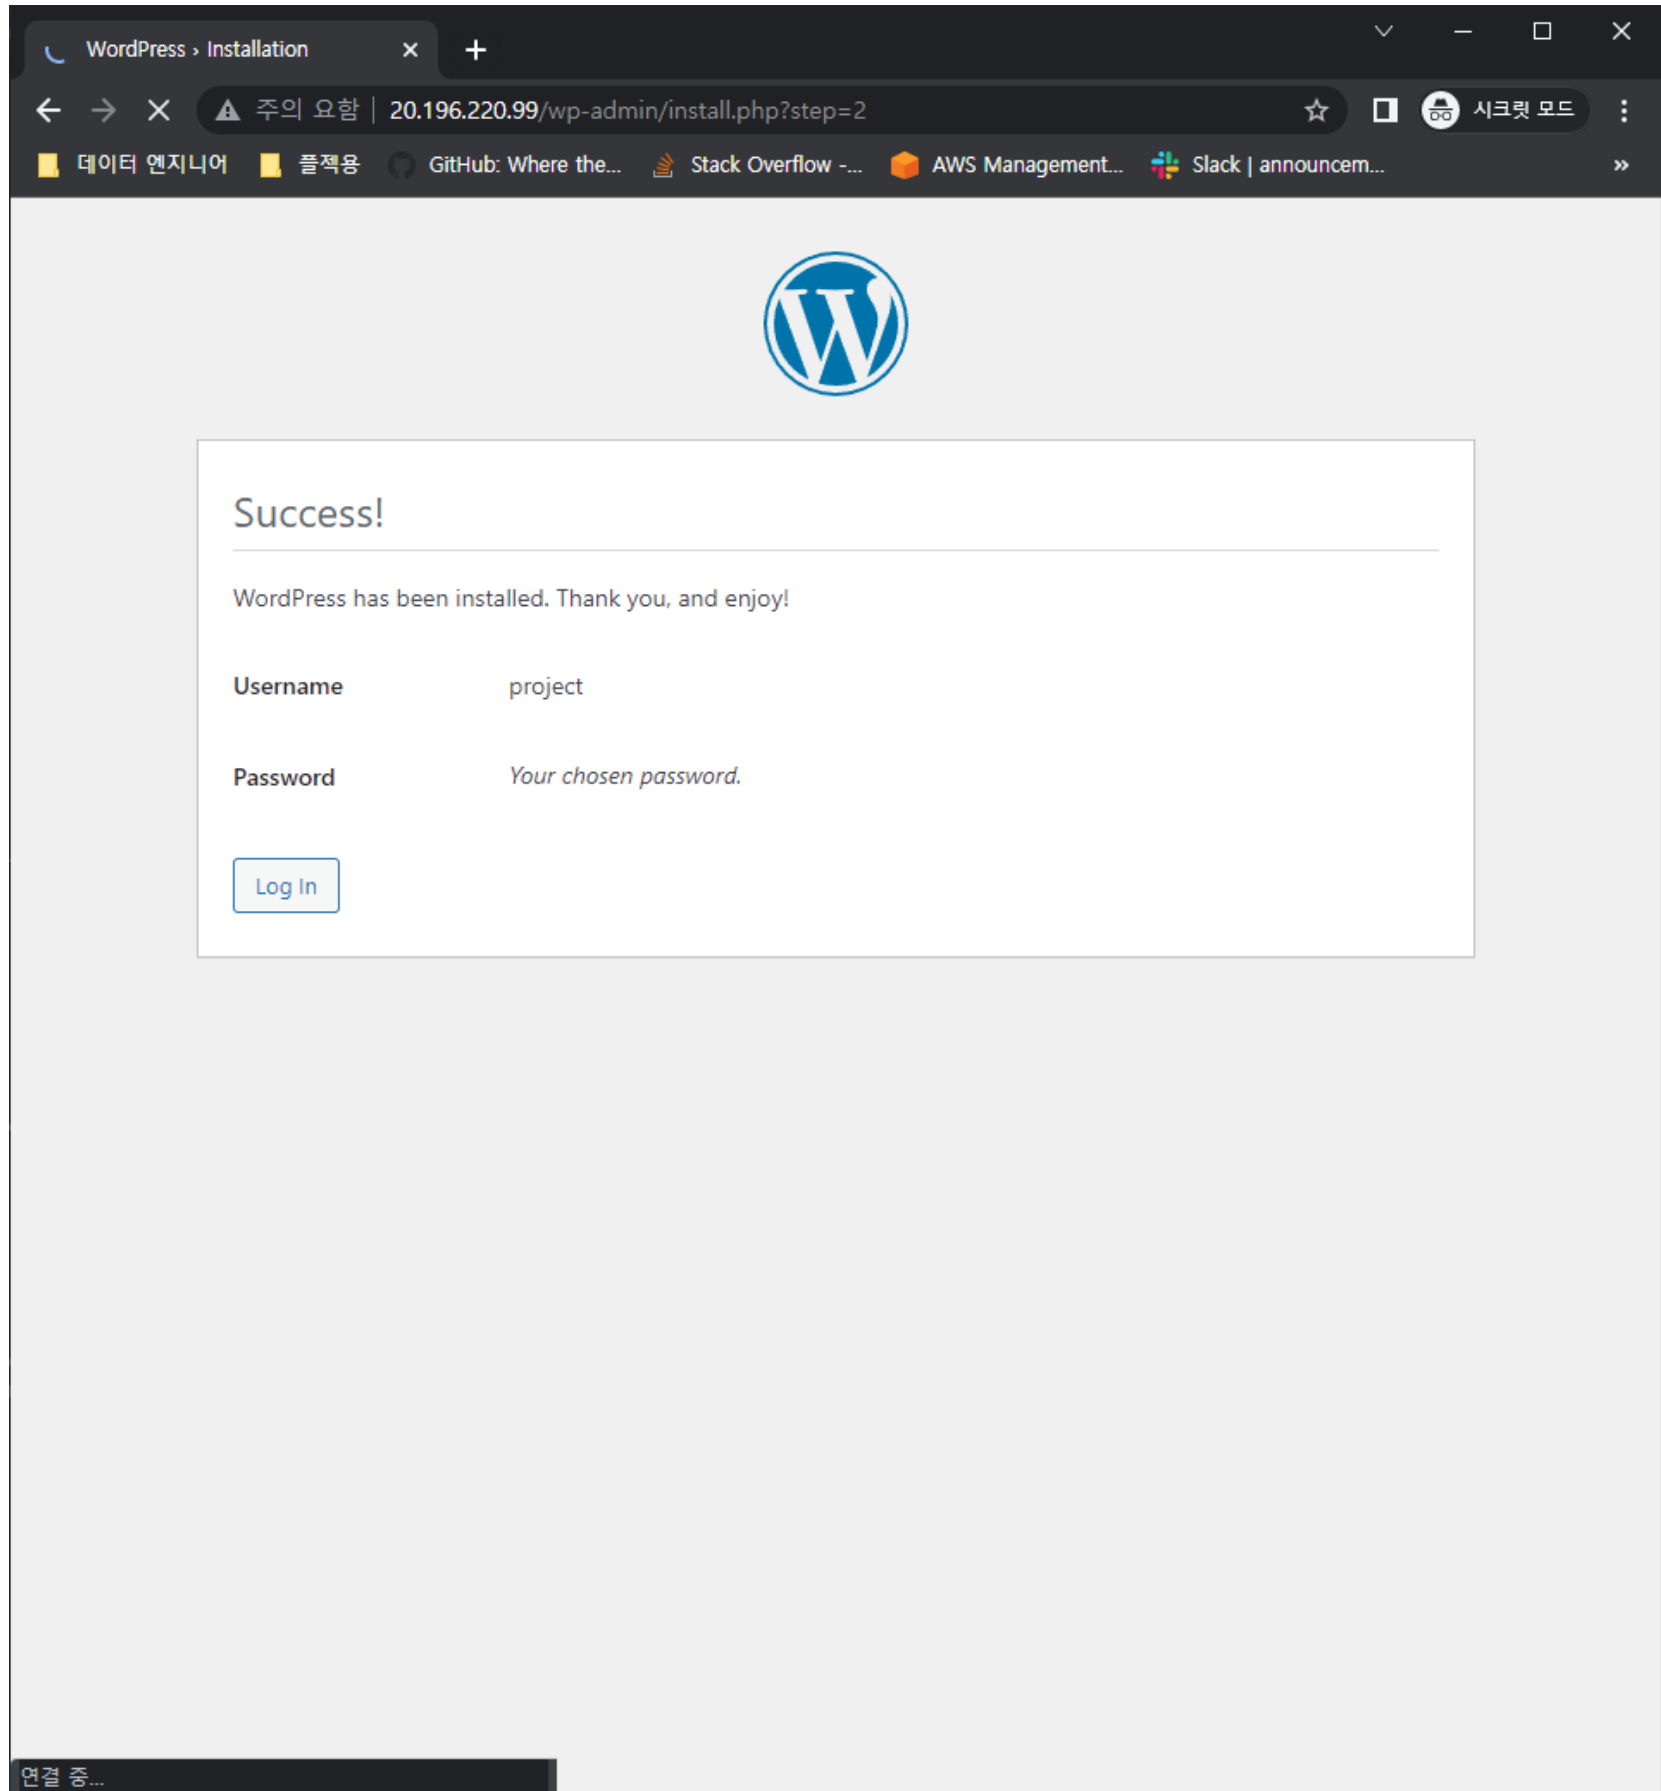 WordPress › Installation
주의 요함 | 20.196.220.99/wp-admin/install.php?step=2 시크릿 모드
데이터 엔지니어 플젝용 GitHub: Where the... Stack Overflow -... AWS Management... Slack | announcem... »
Success!
WordPress has been installed. Thank you, and enjoy!
Username project
Password Your chosen password.
Log In
연결 중...